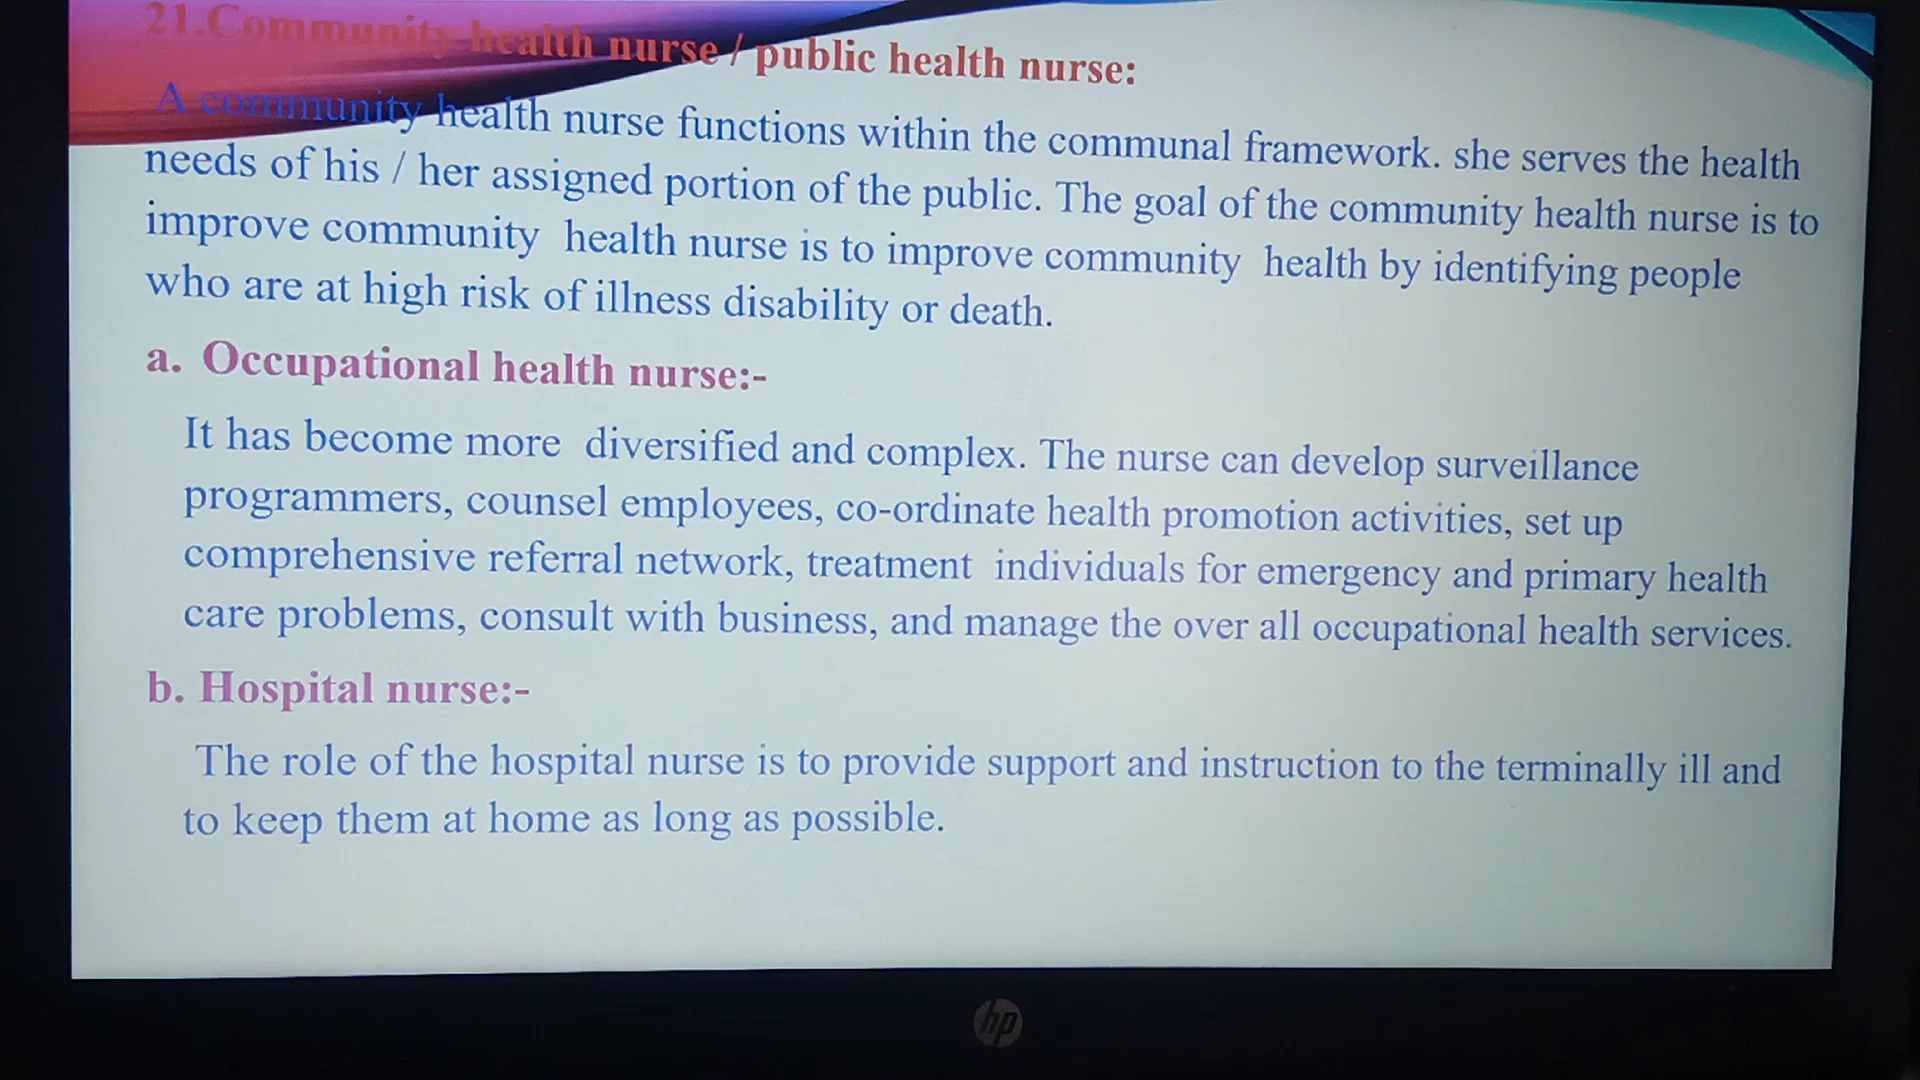 21.Community health nurse / public health nurse:
A community health nurse functions within the communal framework. she serves the health
needs of his / her assigned portion of the public. The goal of the community health nurse is to
improve community health nurse is to improve community health by identifying people
who are at high risk of illness disability or death.
a. Occupational health nurse:-
It has become more diversified and complex. The nurse can develop surveillance
programmers, counsel employees, co-ordinate health promotion activities, set up
comprehensive referral network, treatment individuals for emergency and primary health
care problems, consult with business, and manage the over all occupational health services.
b. Hospital nurse:-
The role of the hospital nurse is to provide support and instruction to the terminally ill and
to keep them at home as long as possible.
hp